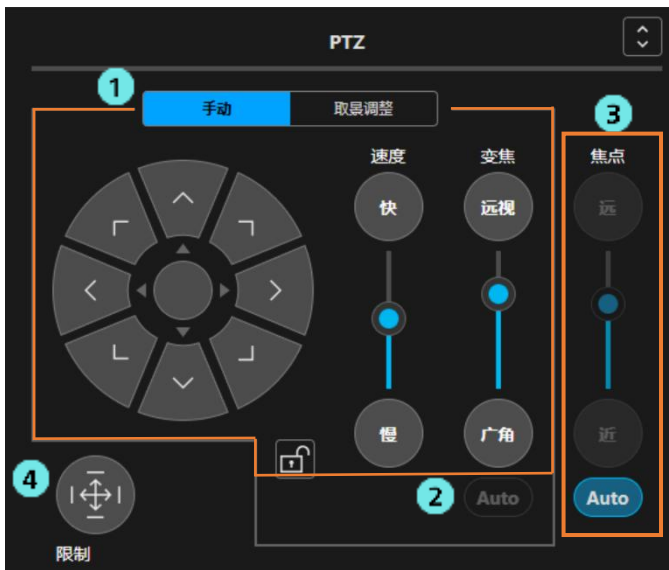 PTZ
1
手动 取景调整
3
速度 变焦 焦点
快 远视 远
慢 广角 近
4
2 Auto Auto
限制